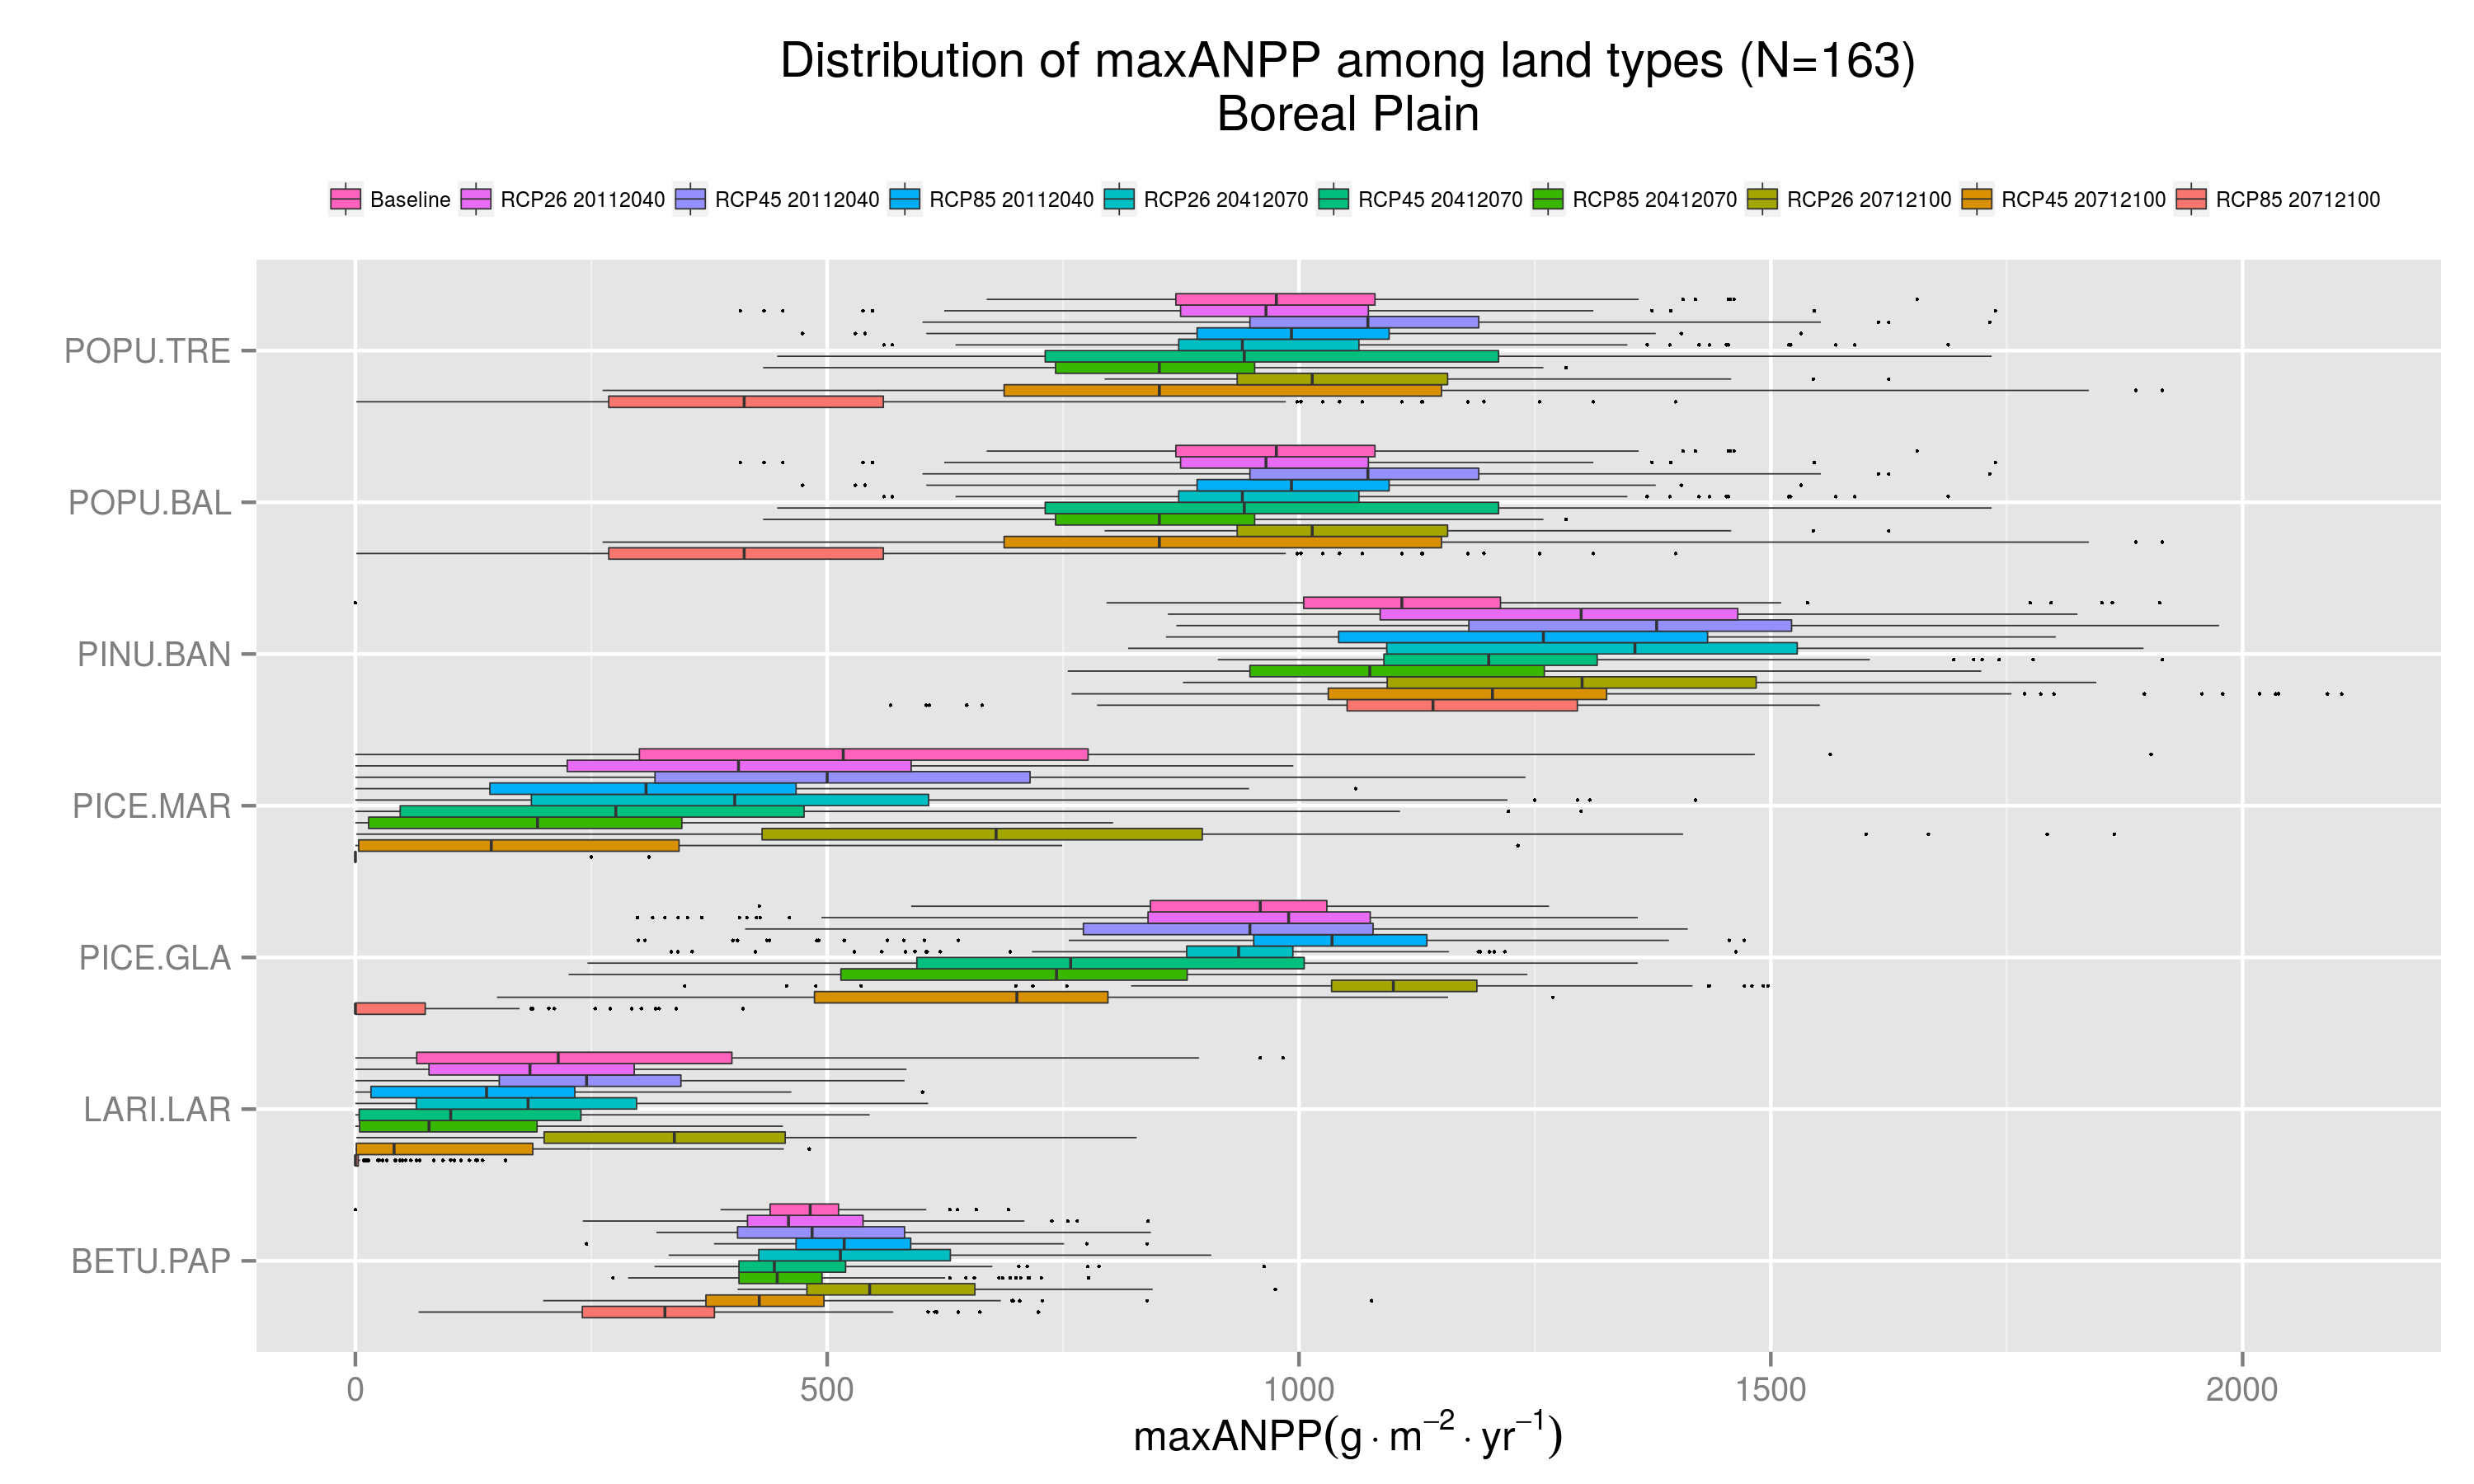 Distribution of maxANPP among land types (N=163)
Boreal Plain
Baseline RCP26 20112040 RCP45 20112040 RCP85 20112040 RCP26 20412070 RCP45 20412070 RCP85 20412070 RCP26 20712100 RCP45 20712100 RCP85 20712100
POPU.TRE
POPU.BAL
PINU.BAN
PICE.MAR
PICE.GLA
LARI.LAR
BETU.PAP
0 500 1000 1500 2000
maxANPP(g·m−2·yr−1)